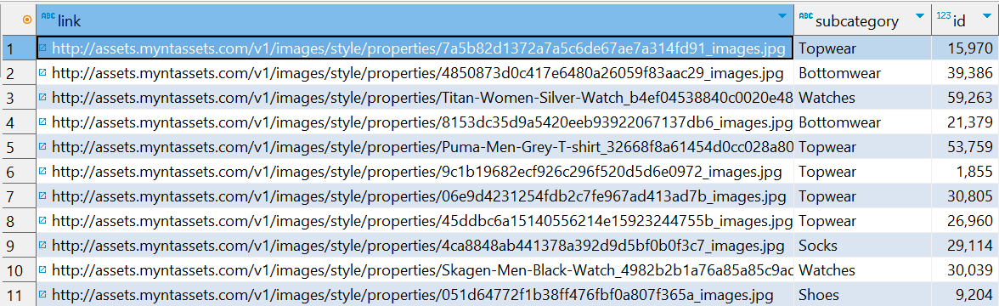 ABC link ABC subcategory 123 id
1 http://assets.myntassets.com/v1/images/style/properties/7a5b82d1372a7a5c6de67ae7a314fd91_images.jpg Topwear 15,970
2 http://assets.myntassets.com/v1/images/style/properties/4850873d0c417e6480a26059f83aac29_images.jpg Bottomwear 39,386
3 http://assets.myntassets.com/v1/images/style/properties/Titan-Women-Silver-Watch_b4ef04538840c0020e48 Watches 59,263
4 http://assets.myntassets.com/v1/images/style/properties/8153dc35d9a5420eeb93922067137db6_images.jpg Bottomwear 21,379
5 http://assets.myntassets.com/v1/images/style/properties/Puma-Men-Grey-T-shirt_32668f8a61454d0cc028a80 Topwear 53,759
6 http://assets.myntassets.com/v1/images/style/properties/9c1b19682ecf926c296f520d5d6e0972_images.jpg Topwear 1,855
7 http://assets.myntassets.com/v1/images/style/properties/06e9d4231254fdb2c7fe967ad413ad7b_images.jpg Topwear 30,805
8 http://assets.myntassets.com/v1/images/style/properties/45ddbc6a15140556214e15923244755b_images.jpg Topwear 26,960
9 http://assets.myntassets.com/v1/images/style/properties/4ca8848ab441378a392d9d5bf0b0f3c7_images.jpg Socks 29,114
10 http://assets.myntassets.com/v1/images/style/properties/Skagen-Men-Black-Watch_4982b2b1a76a85a85c9ac Watches 30,039
11 http://assets.myntassets.com/v1/images/style/properties/051d64772f1b38ff476fbf0a807f365a_images.jpg Shoes 9,204